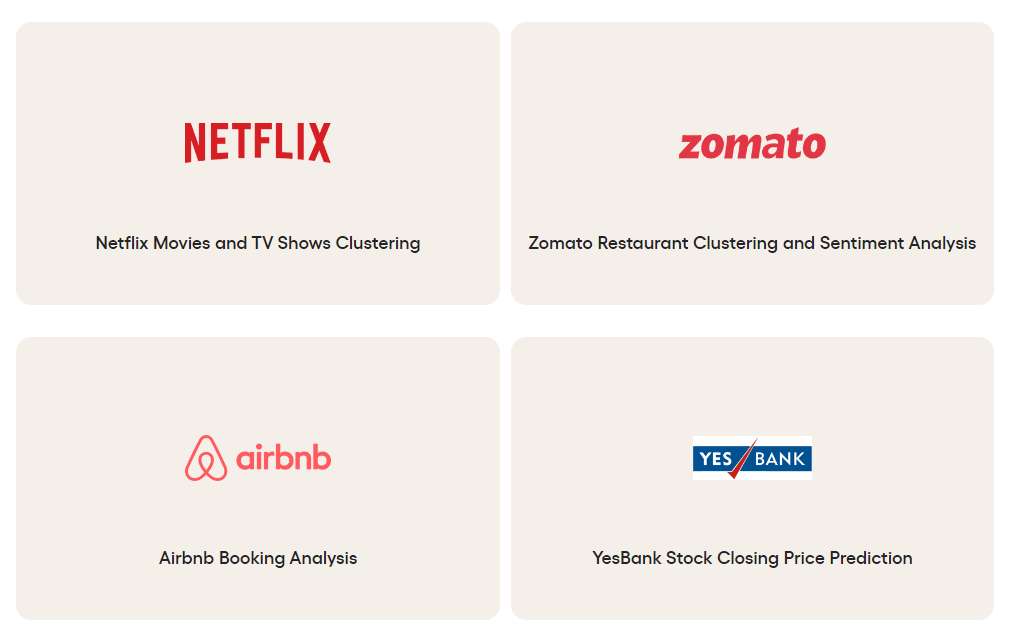 NETFLIX
Netflix Movies and TV Shows Clustering
zomato
Zomato Restaurant Clustering and Sentiment Analysis
airbnb
Airbnb Booking Analysis
YES BANK
YesBank Stock Closing Price Prediction